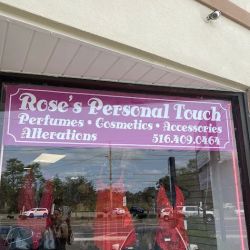 Rose's Personal Touch
Perfumes • Cosmetics • Accessories
Alterations 516.409.0464